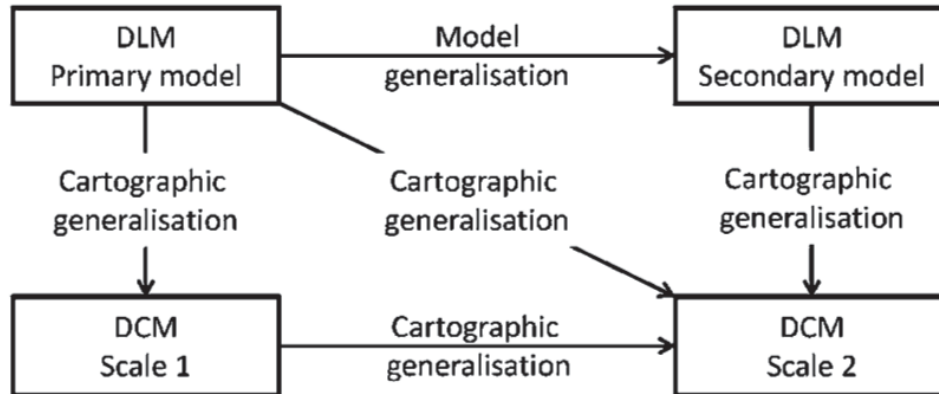 DLM
Primary model
Model
generalisation
DLM
Secondary model
Cartographic
generalisation
Cartographic
generalisation
Cartographic
generalisation
DCM
Scale 1
Cartographic
generalisation
DCM
Scale 2